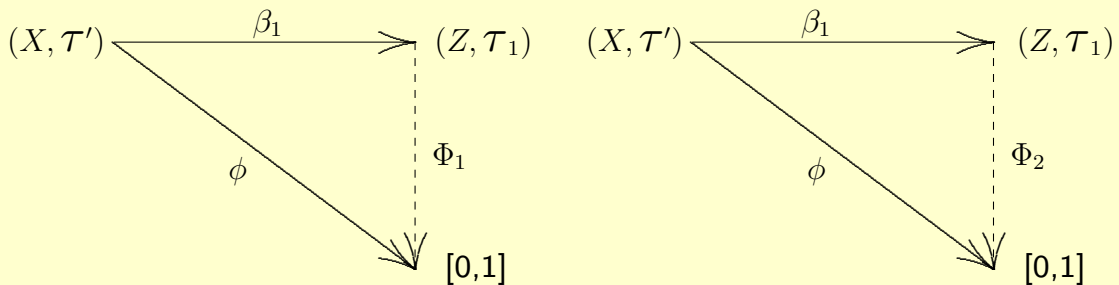 (X, τ′) β₁ (Z, τ₁) (X, τ′) β₁ (Z, τ₁)
ϕ Φ₁ ϕ Φ₂
[0,1] [0,1]